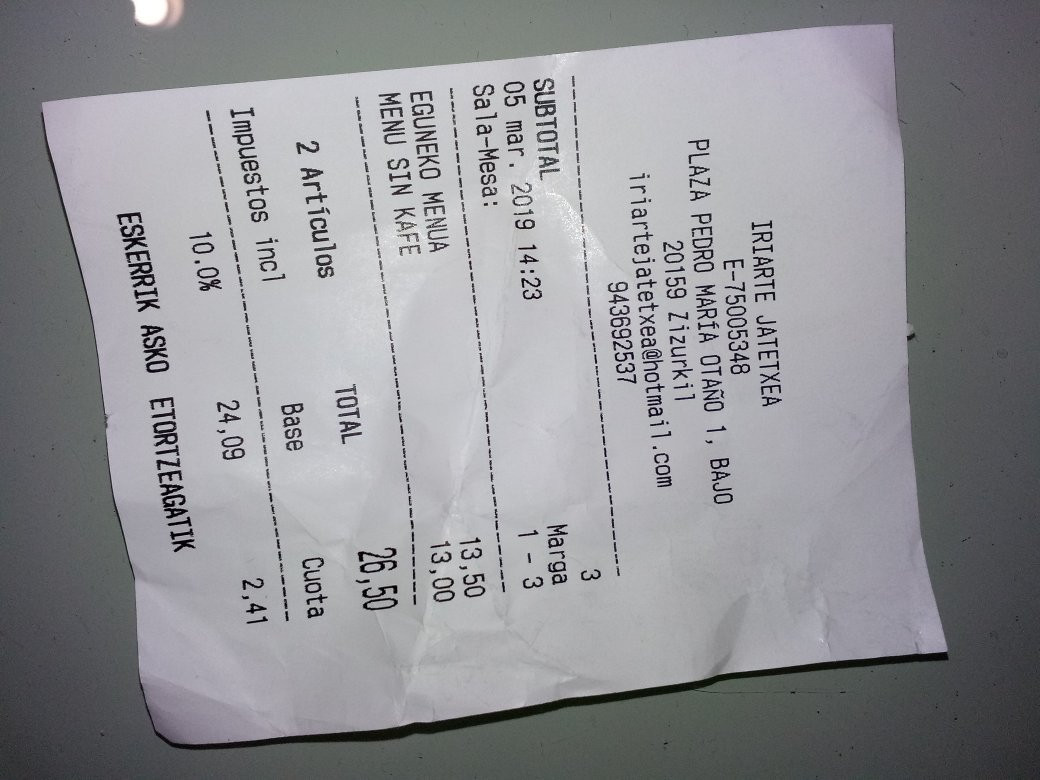 IRIARTE JATETXEA
E-75005348
PLAZA PEDRO MARÍA OTAÑO 1, BAJO
20159 Zizurkil
iriartejatetxea@hotmail.com
943692537
SUBTOTAL 3
05 mar. 2019 14:23 Marga
Sala-Mesa: 1 - 3
EGUNEKO MENUA 13,50
MENU SIN KAFE 13,00
2 Artículos TOTAL 26,50
Impuestos incl Base Cuota
10.0% 24,09 2,41
ESKERRIK ASKO ETORTZEAGATIK